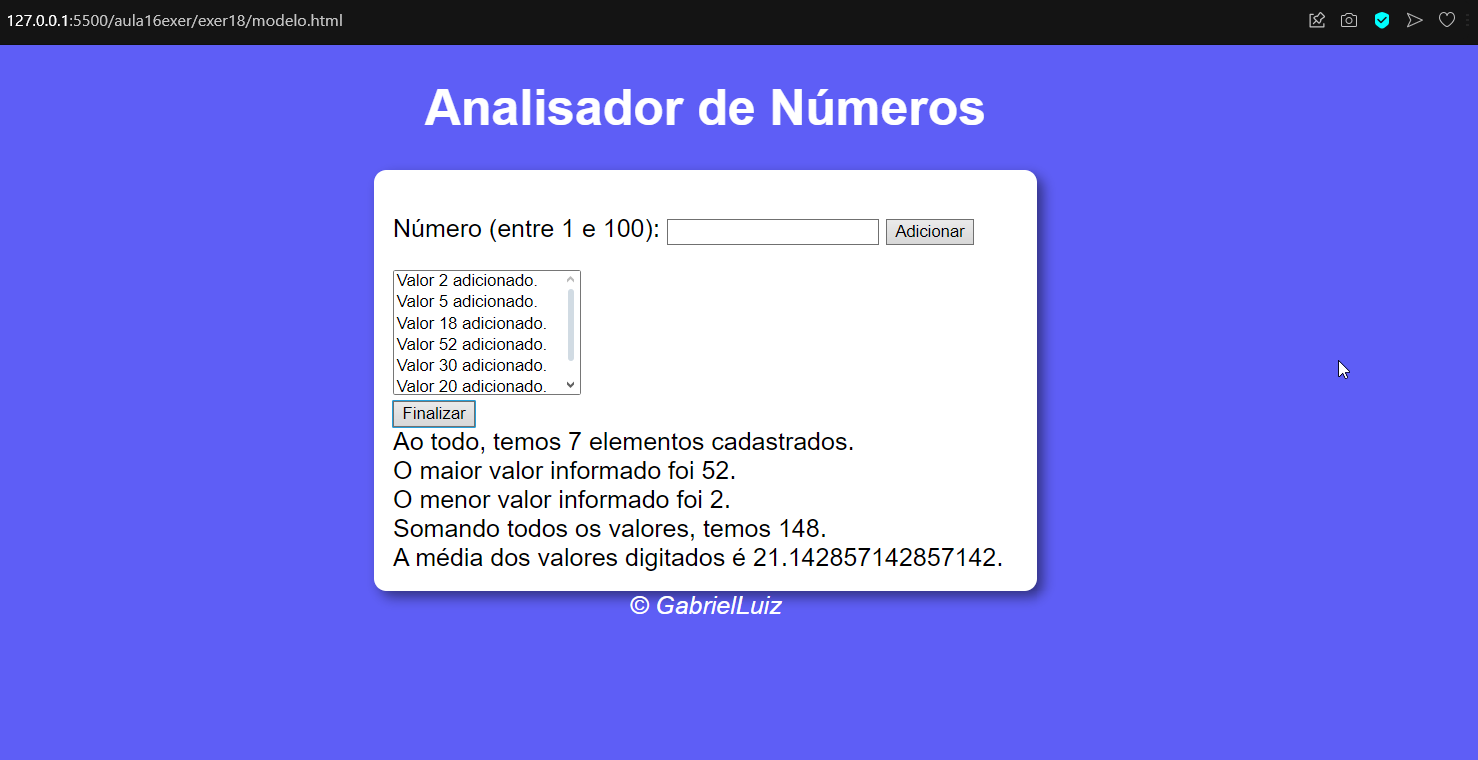 127.0.0.1:5500/aula16exer/exer18/modelo.html
Analisador de Números
Número (entre 1 e 100): Adicionar
Valor 2 adicionado.
Valor 5 adicionado.
Valor 18 adicionado.
Valor 52 adicionado.
Valor 30 adicionado.
Valor 20 adicionado.
Finalizar
Ao todo, temos 7 elementos cadastrados.
O maior valor informado foi 52.
O menor valor informado foi 2.
Somando todos os valores, temos 148.
A média dos valores digitados é 21.142857142857142.
© GabrielLuiz